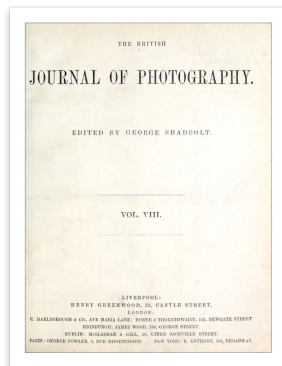 THE BRITISH
JOURNAL OF PHOTOGRAPHY.
EDITED BY GEORGE SHADBOLT.
VOL. VIII.
LIVERPOOL:
HENRY GREENWOOD, 32, CASTLE STREET.
LONDON:
E. MARLBOROUGH & CO., AVE MARIA LANE: HORNE & THORNTHWAITE, 123, NEWGATE STREET
EDINBURGH: JAMES WOOD, 130, GEORGE STREET.
DUBLIN: McGLASHAN & GILL, 50, UPPER SACKVILLE STREET.
PARIS: GEORGE FOWLER, 6, RUE MONTPENSIER. NEW YORK: E. ANTHONY, 501, BROADWAY.